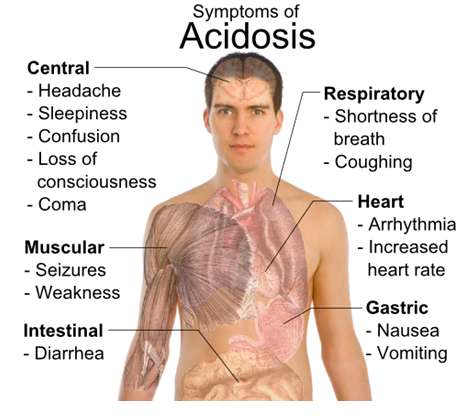 Symptoms of
Acidosis
Central
- Headache
- Sleepiness
- Confusion
- Loss of
consciousness
- Coma
Muscular
- Seizures
- Weakness
Intestinal
- Diarrhea
Respiratory
- Shortness of
breath
- Coughing
Heart
- Arrhythmia
- Increased
heart rate
Gastric
- Nausea
- Vomiting